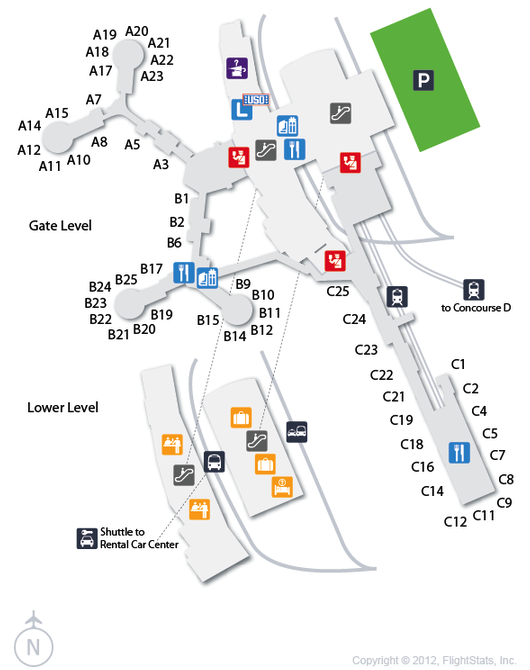 A19
A20
A18
A21
A22
A17
A23
USO
L
P
A7
A15
A14
A8
A5
A12
A10
A11
A3
B1
Gate Level
B2
B6
B17
B25
B24
B9
B23
B10
B19
B22
B11
B20
B15
B21
B12
B14
C25
to Concourse D
C24
C23
C1
C22
C2
C21
C4
C19
C5
C18
C7
C16
C8
C14
C9
C11
C12
Lower Level
Shuttle to
Rental Car Center
N
Copyright © 2012, FlightStats, Inc.